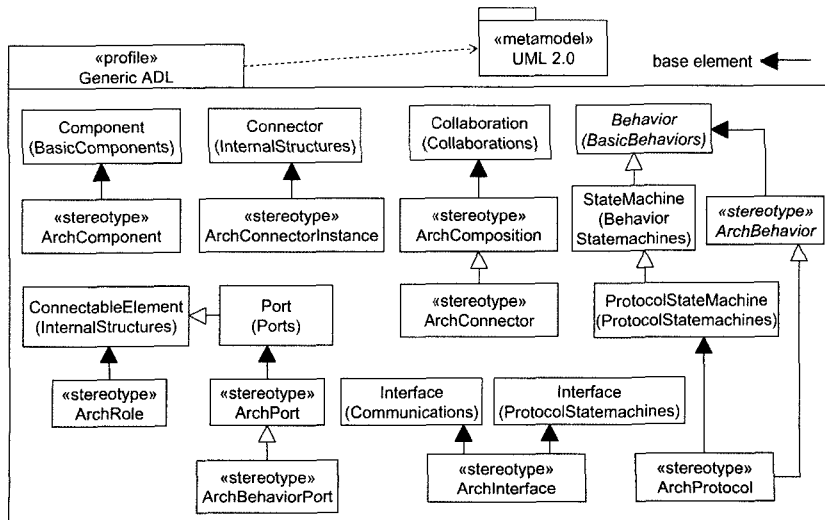 «profile»
Generic ADL
«metamodel»
UML 2.0
base element
Component
(BasicComponents)
Connector
(InternalStructures)
Collaboration
(Collaborations)
Behavior
(BasicBehaviors)
«stereotype»
ArchComponent
«stereotype»
ArchConnectorInstance
«stereotype»
ArchComposition
StateMachine
(Behavior
Statemachines)
«stereotype»
ArchBehavior
ConnectableElement
(InternalStructures)
Port
(Ports)
«stereotype»
ArchConnector
ProtocolStateMachine
(ProtocolStatemachines)
«stereotype»
ArchRole
«stereotype»
ArchPort
Interface
(Communications)
Interface
(ProtocolStatemachines)
«stereotype»
ArchBehaviorPort
«stereotype»
ArchInterface
«stereotype»
ArchProtocol